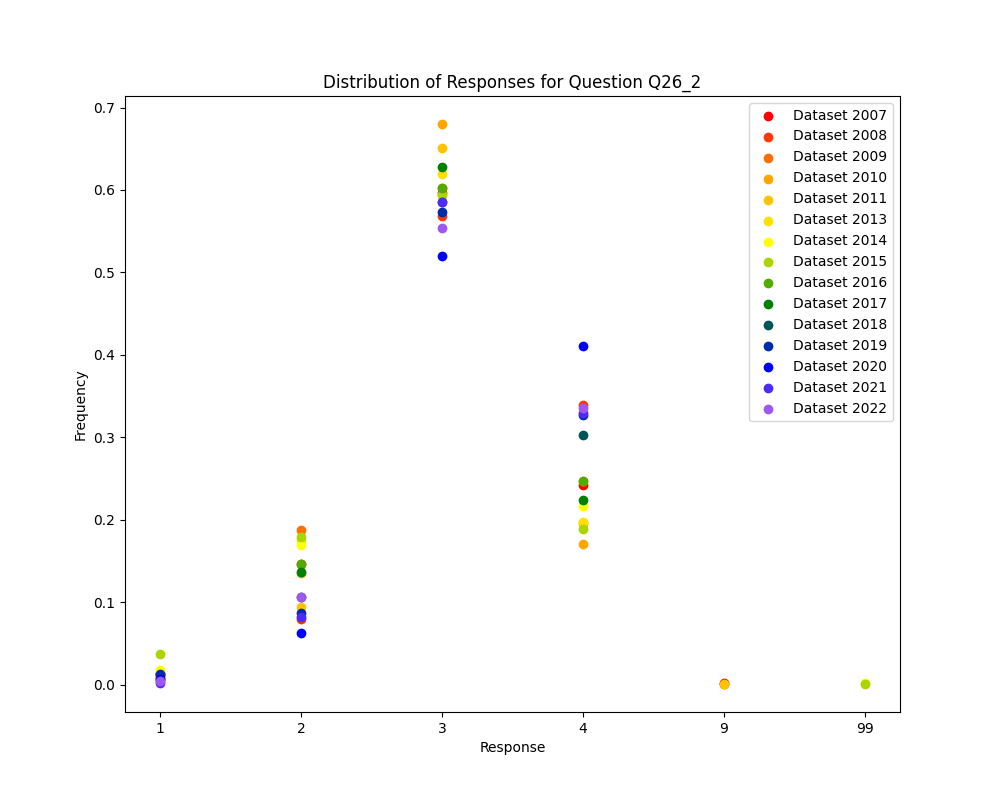 Distribution of Responses for Question Q26_2
0.7
0.6
0.5
0.4
0.3
0.2
0.1
0.0
Frequency
1 2 3 4 9 99
Response
Dataset 2007
Dataset 2008
Dataset 2009
Dataset 2010
Dataset 2011
Dataset 2013
Dataset 2014
Dataset 2015
Dataset 2016
Dataset 2017
Dataset 2018
Dataset 2019
Dataset 2020
Dataset 2021
Dataset 2022